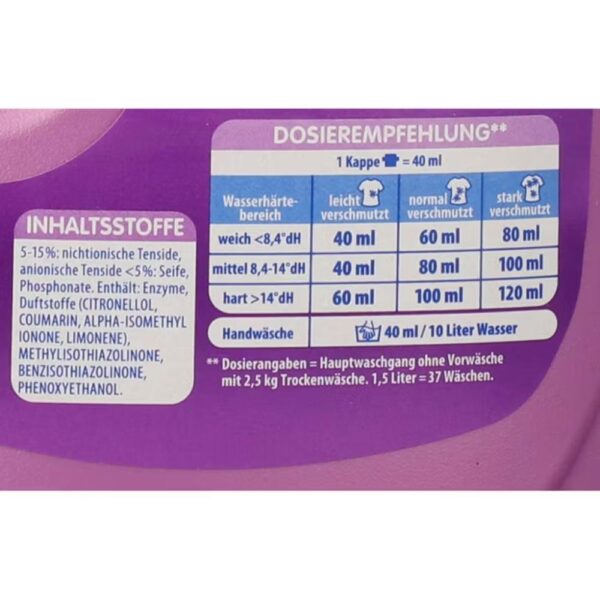 INHALTSSTOFFE
5-15%: nichtionische Tenside,
anionische Tenside <5%: Seife,
Phosphonate. Enthält: Enzyme,
Duftstoffe (CITRONELLOL,
COUMARIN, ALPHA-ISOMETHYL
IONONE, LIMONENE),
METHYLISOTHIAZOLINONE,
BENZISOTHIAZOLINONE,
PHENOXYETHANOL.
DOSIEREMPFEHLUNG**
1 Kappe = 40 ml
Wasserhärte-
bereich
leicht
verschmutzt
normal
verschmutzt
stark
verschmutzt
weich <8,4°dH 40 ml 60 ml 80 ml
mittel 8,4-14°dH 40 ml 80 ml 100 ml
hart >14°dH 60 ml 100 ml 120 ml
Handwäsche 40 ml / 10 Liter Wasser
** Dosierangaben = Hauptwaschgang ohne Vorwäsche
mit 2,5 kg Trockenwäsche. 1,5 Liter = 37 Wäschen.